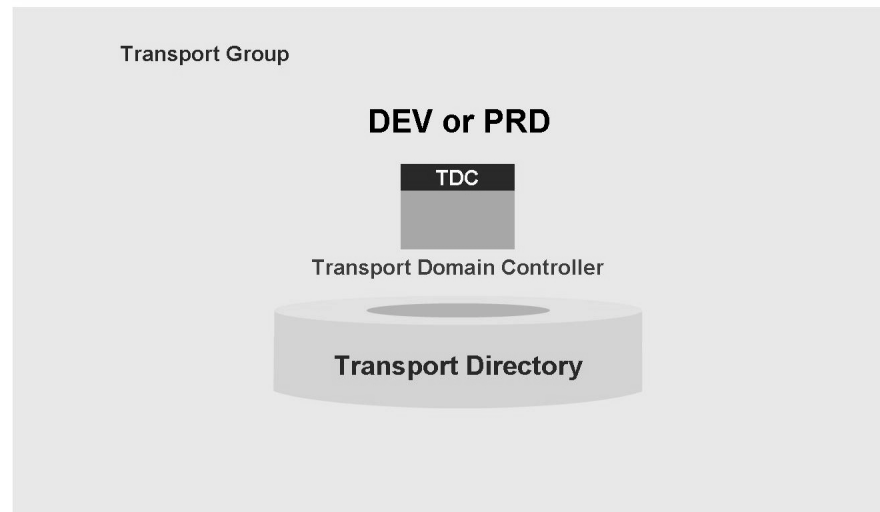 Transport Group
DEV or PRD
TDC
Transport Domain Controller
Transport Directory